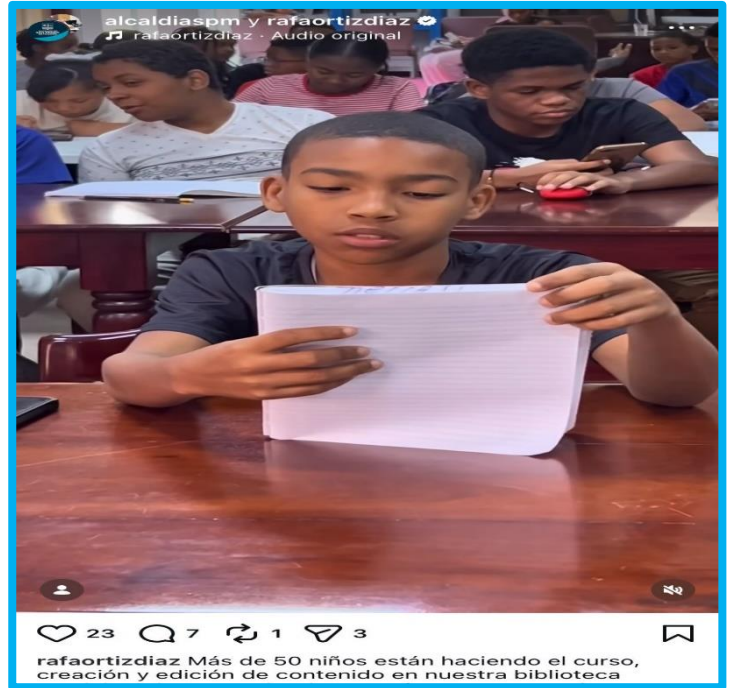 alcaldiaspm y rafaortizdiaz
rafaortizdiaz · Audio original
23 7 1 3
rafaortizdiaz Más de 50 niños están haciendo el curso,
creación y edición de contenido en nuestra biblioteca